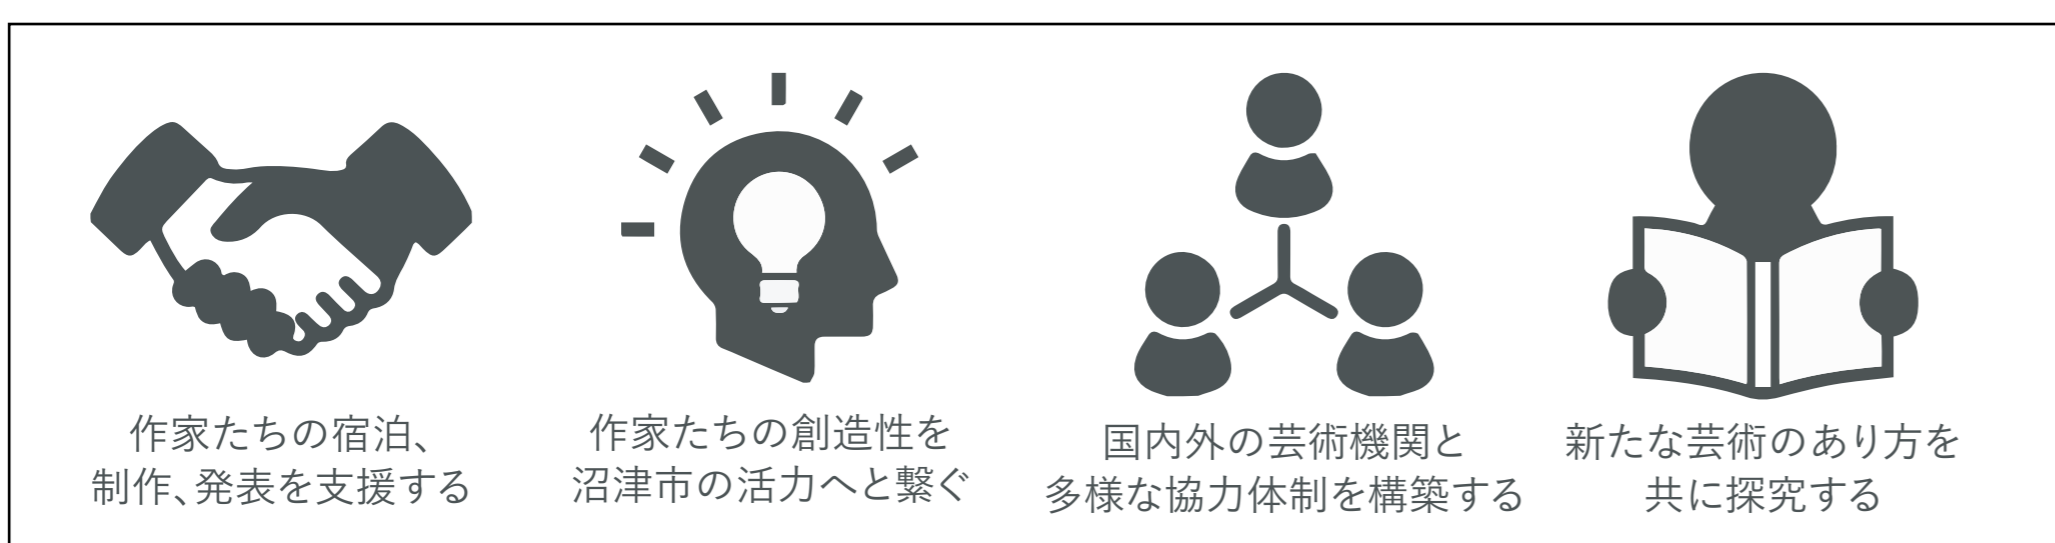 作家たちの宿泊、
制作、発表を支援する
作家たちの創造性を
沼津市の活力へと繋ぐ
国内外の芸術機関と
多様な協力体制を構築する
新たな芸術のあり方を
共に探究する